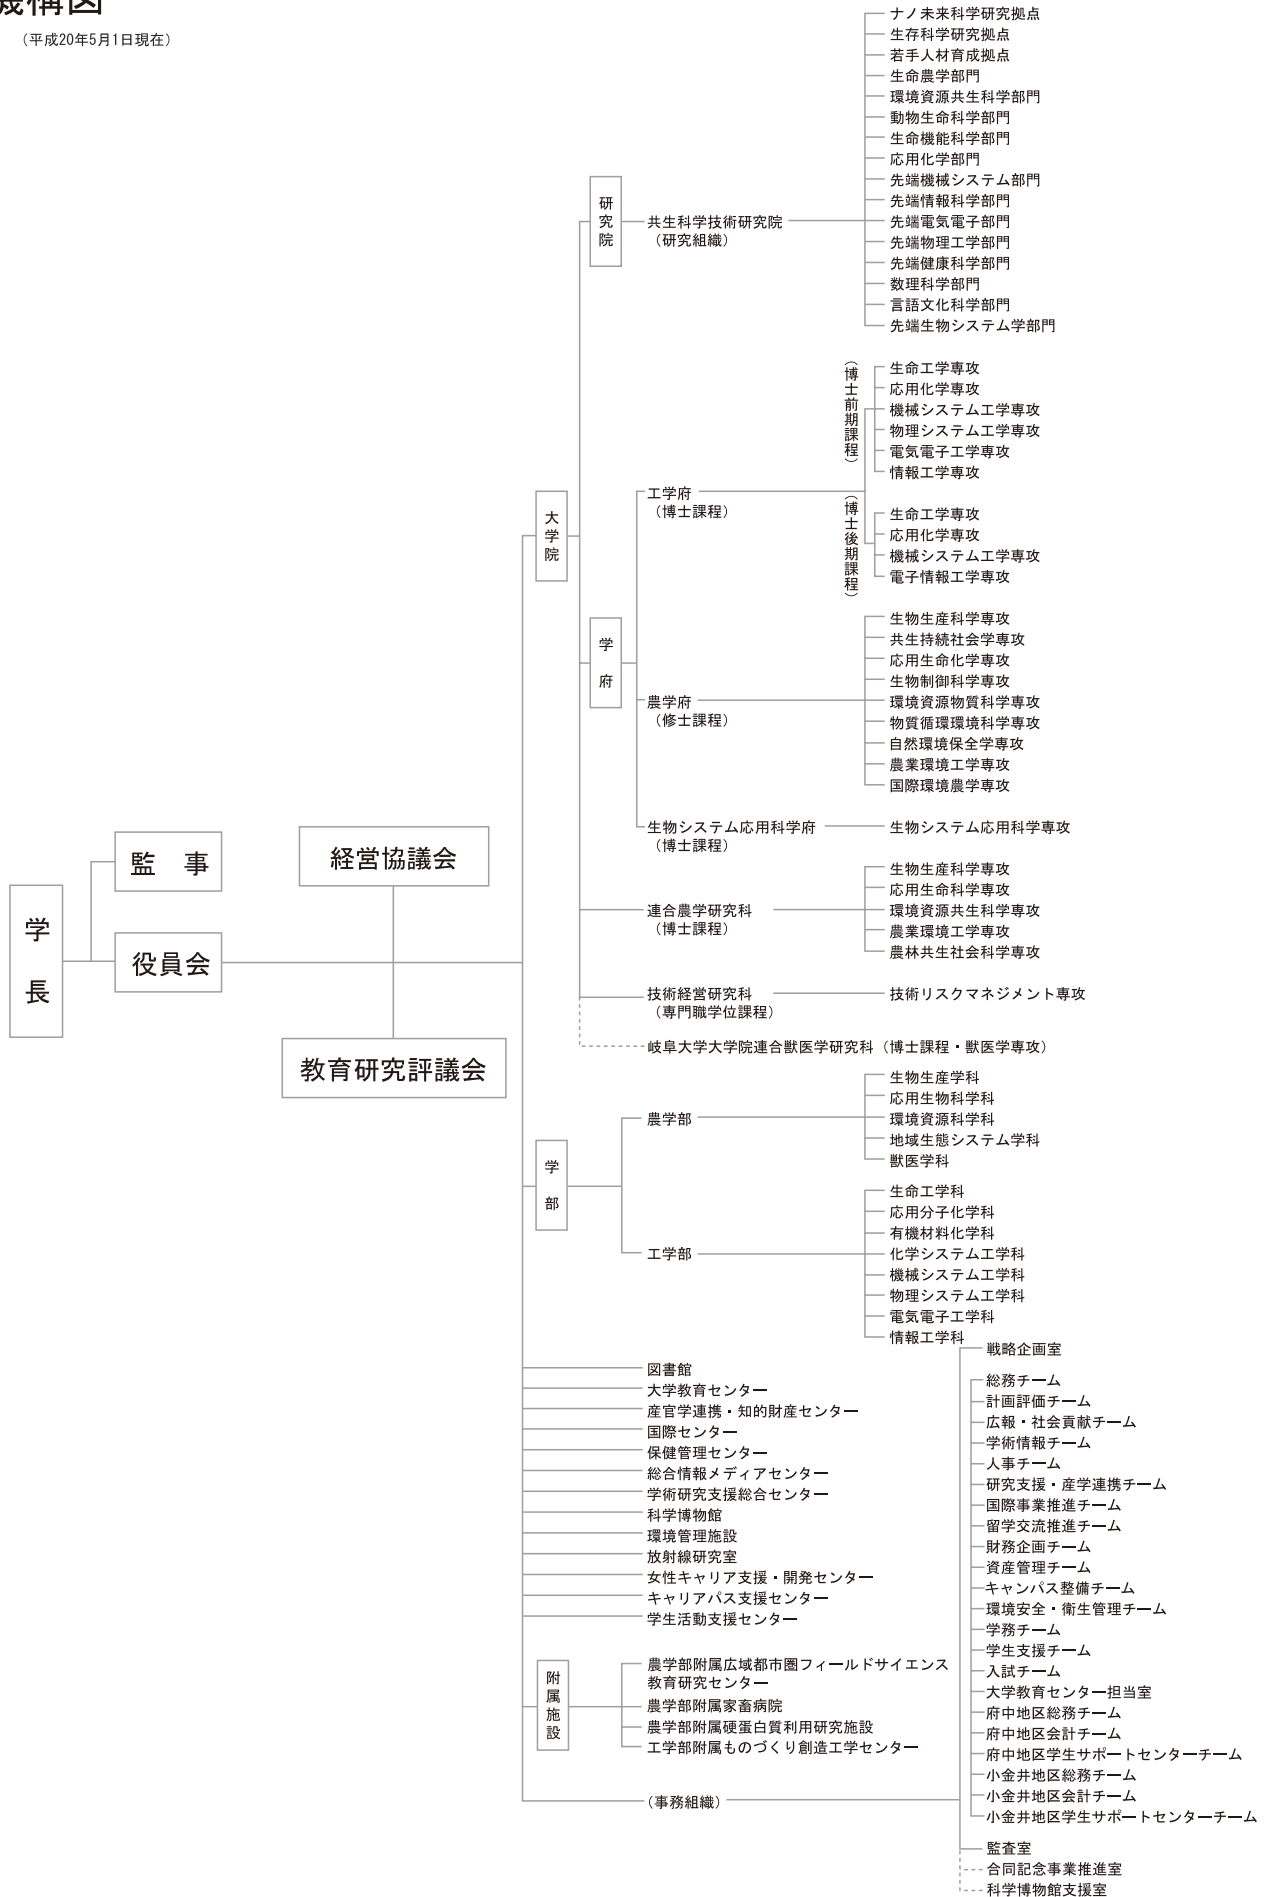 機構図
（平成20年5月1日現在）
学長
監　事
役員会
経営協議会
教育研究評議会
大学院
研究院
共生科学技術研究院
（研究組織）
ナノ未来科学研究拠点
生存科学研究拠点
若手人材育成拠点
生命農学部門
環境資源共生科学部門
動物生命科学部門
生命機能科学部門
応用化学部門
先端機械システム部門
先端情報科学部門
先端電気電子部門
先端物理工学部門
先端健康科学部門
数理科学部門
言語文化科学部門
先端生物システム学部門
学府
工学府
（博士課程）
（博士前期課程）
生命工学専攻
応用化学専攻
機械システム工学専攻
物理システム工学専攻
電気電子工学専攻
情報工学専攻
（博士後期課程）
生命工学専攻
応用化学専攻
機械システム工学専攻
電子情報工学専攻
農学府
（修士課程）
生物生産科学専攻
共生持続社会学専攻
応用生命化学専攻
生物制御科学専攻
環境資源物質科学専攻
物質循環環境科学専攻
自然環境保全学専攻
農業環境工学専攻
国際環境農学専攻
生物システム応用科学府
（博士課程）
生物システム応用科学専攻
連合農学研究科
（博士課程）
生物生産科学専攻
応用生命科学専攻
環境資源共生科学専攻
農業環境工学専攻
農林共生社会科学専攻
技術経営研究科
（専門職学位課程）
技術リスクマネジメント専攻
岐阜大学大学院連合獣医学研究科（博士課程・獣医学専攻）
学部
農学部
生物生産学科
応用生物科学科
環境資源科学科
地域生態システム学科
獣医学科
工学部
生命工学科
応用分子化学科
有機材料化学科
化学システム工学科
機械システム工学科
物理システム工学科
電気電子工学科
情報工学科
図書館
大学教育センター
産官学連携・知的財産センター
国際センター
保健管理センター
総合情報メディアセンター
学術研究支援総合センター
科学博物館
環境管理施設
放射線研究室
女性キャリア支援・開発センター
キャリアパス支援センター
学生活動支援センター
附属施設
農学部附属広域都市圏フィールドサイエンス
教育研究センター
農学部附属家畜病院
農学部附属硬蛋白質利用研究施設
工学部附属ものづくり創造工学センター
（事務組織）
戦略企画室
総務チーム
計画評価チーム
広報・社会貢献チーム
学術情報チーム
人事チーム
研究支援・産学連携チーム
国際事業推進チーム
留学交流推進チーム
財務企画チーム
資産管理チーム
キャンパス整備チーム
環境安全・衛生管理チーム
学務チーム
学生支援チーム
入試チーム
大学教育センター担当室
府中地区総務チーム
府中地区会計チーム
府中地区学生サポートセンターチーム
小金井地区総務チーム
小金井地区会計チーム
小金井地区学生サポートセンターチーム
監査室
合同記念事業推進室
科学博物館支援室